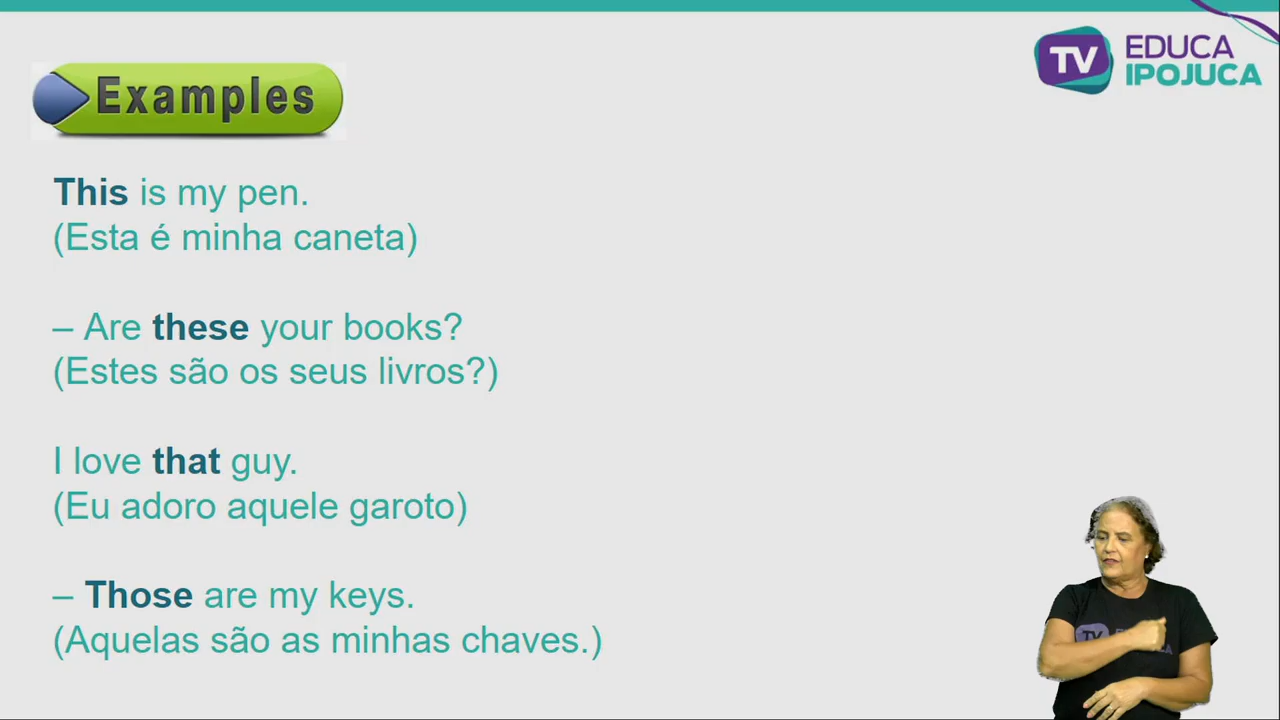 TV EDUCA
IPOJUCA
Examples
This is my pen.
(Esta é minha caneta)
– Are these your books?
(Estes são os seus livros?)
I love that guy.
(Eu adoro aquele garoto)
– Those are my keys.
(Aquelas são as minhas chaves.)
TV